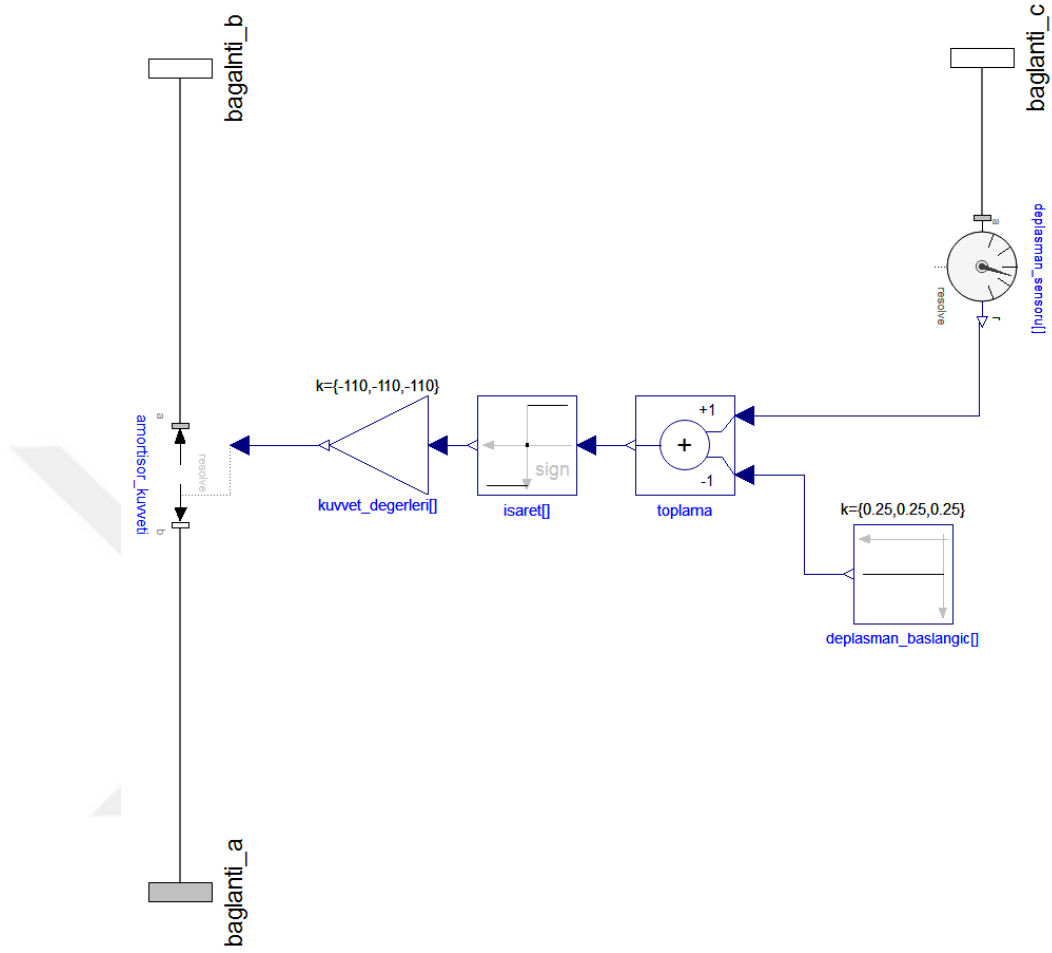 bagalnti_b
baglanti_c
a
deplasman_sensoru[]
resolve
r
k={-110,-110,-110}
+1
+
-1
sign
kuvvet_degerleri[]
isaret[]
toplama
a
amortisor_kuvveti
resolve
b
k={0.25,0.25,0.25}
deplasman_baslangic[]
baglanti_a